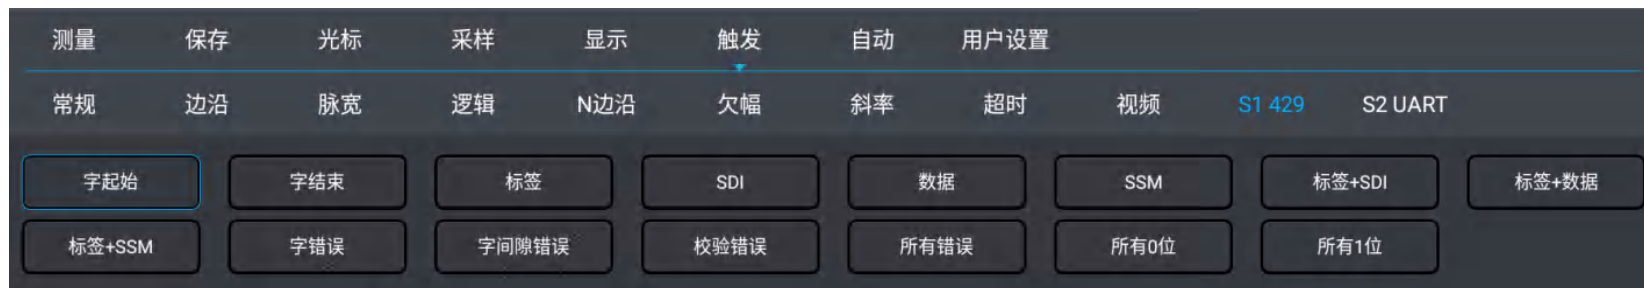 测量 保存 光标 采样 显示 触发 自动 用户设置
常规 边沿 脉宽 逻辑 N边沿 欠幅 斜率 超时 视频 S1 429 S2 UART
字起始 字结束 标签 SDI 数据 SSM 标签+SDI 标签+数据
标签+SSM 字错误 字间隙错误 校验错误 所有错误 所有0位 所有1位